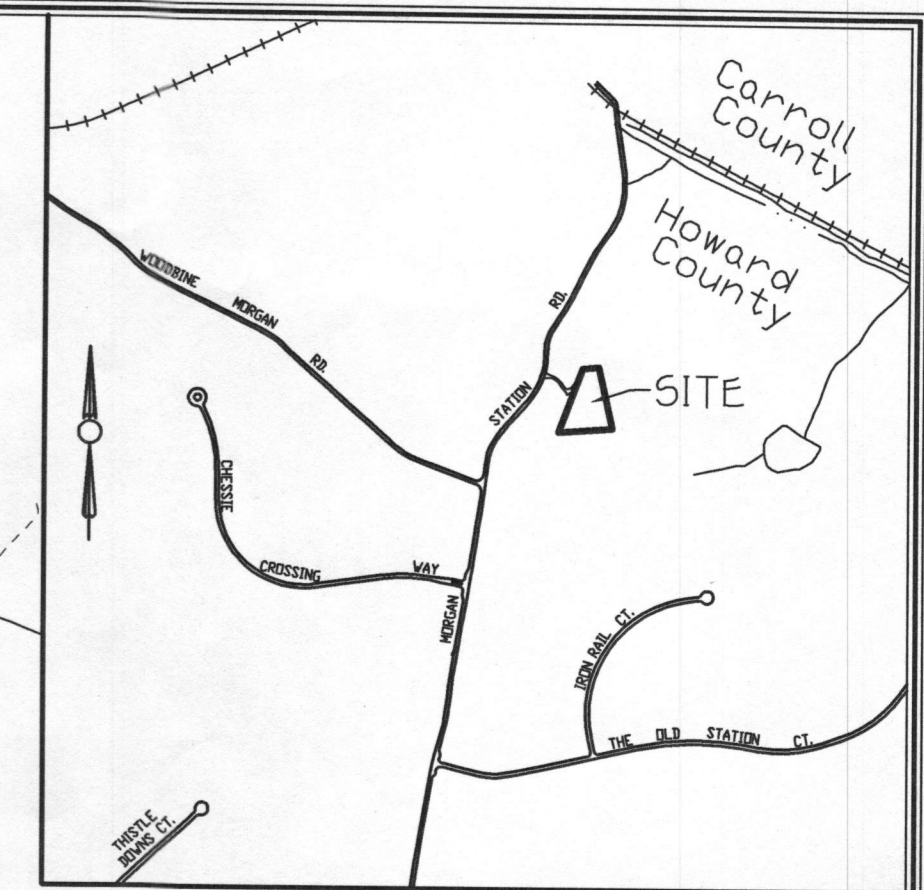 Carroll
County
Howard
County
WOODBINE MORGAN RD.
RD.
STATION
SITE
CHESSIE
CROSSING WAY
MORGAN
IRON RAIL CT.
THE OLD STATION CT.
THISTLE
DOWNS CT.